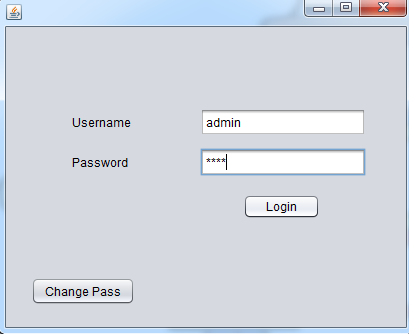 Username
admin
Password
****
Login
Change Pass